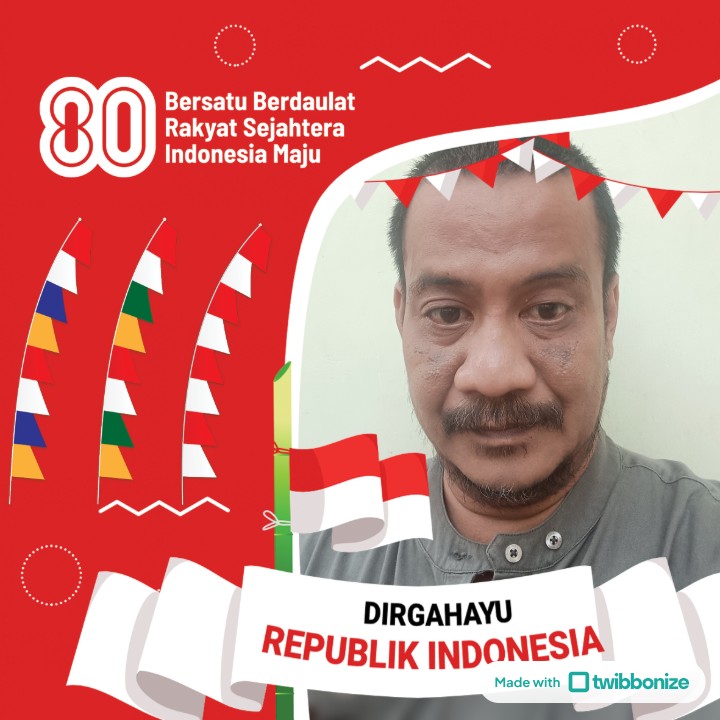 80
Bersatu Berdaulat
Rakyat Sejahtera
Indonesia Maju
DIRGAHAYU
REPUBLIK INDONESIA
Made with twibbonize